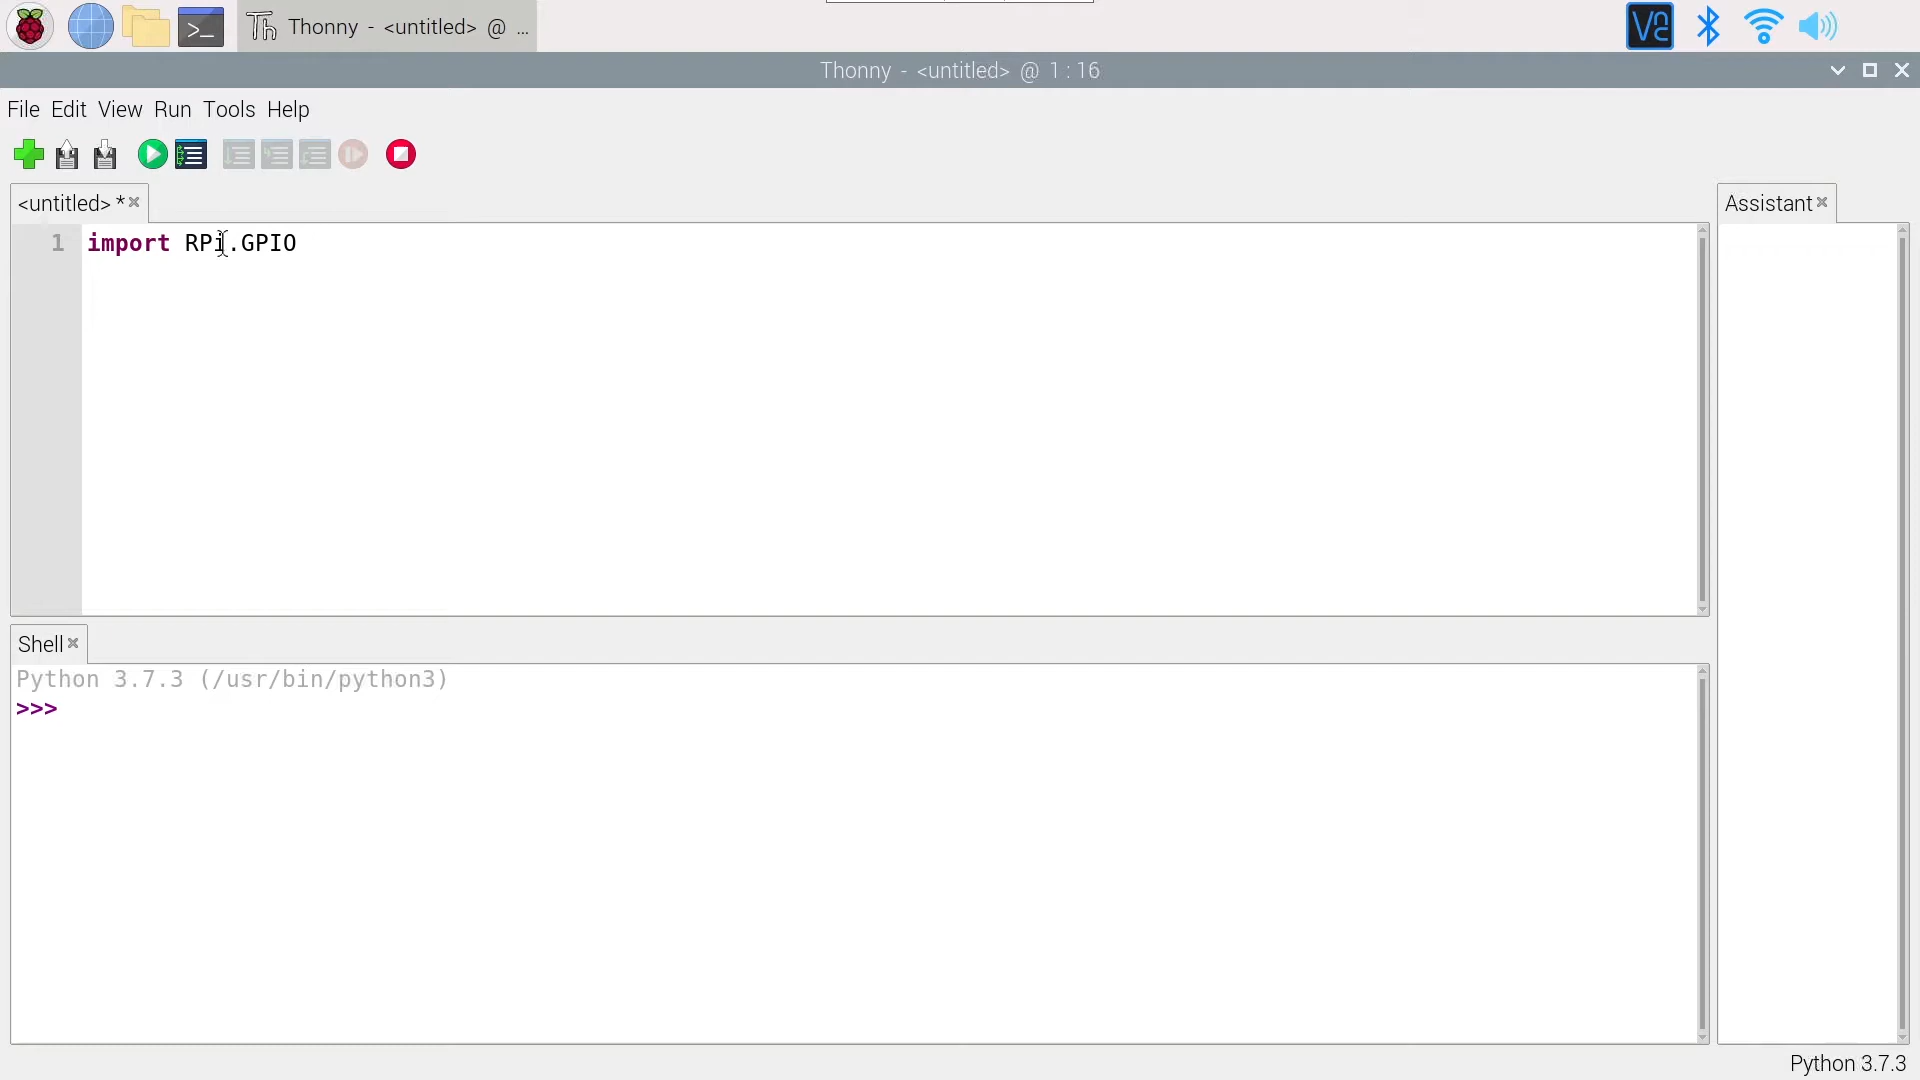 Thonny - <untitled> @ ...
Thonny - <untitled> @ 1 : 16
File Edit View Run Tools Help
<untitled> *
Assistant
1 import RPi.GPIO
Shell
Python 3.7.3 (/usr/bin/python3)
>>>
Python 3.7.3